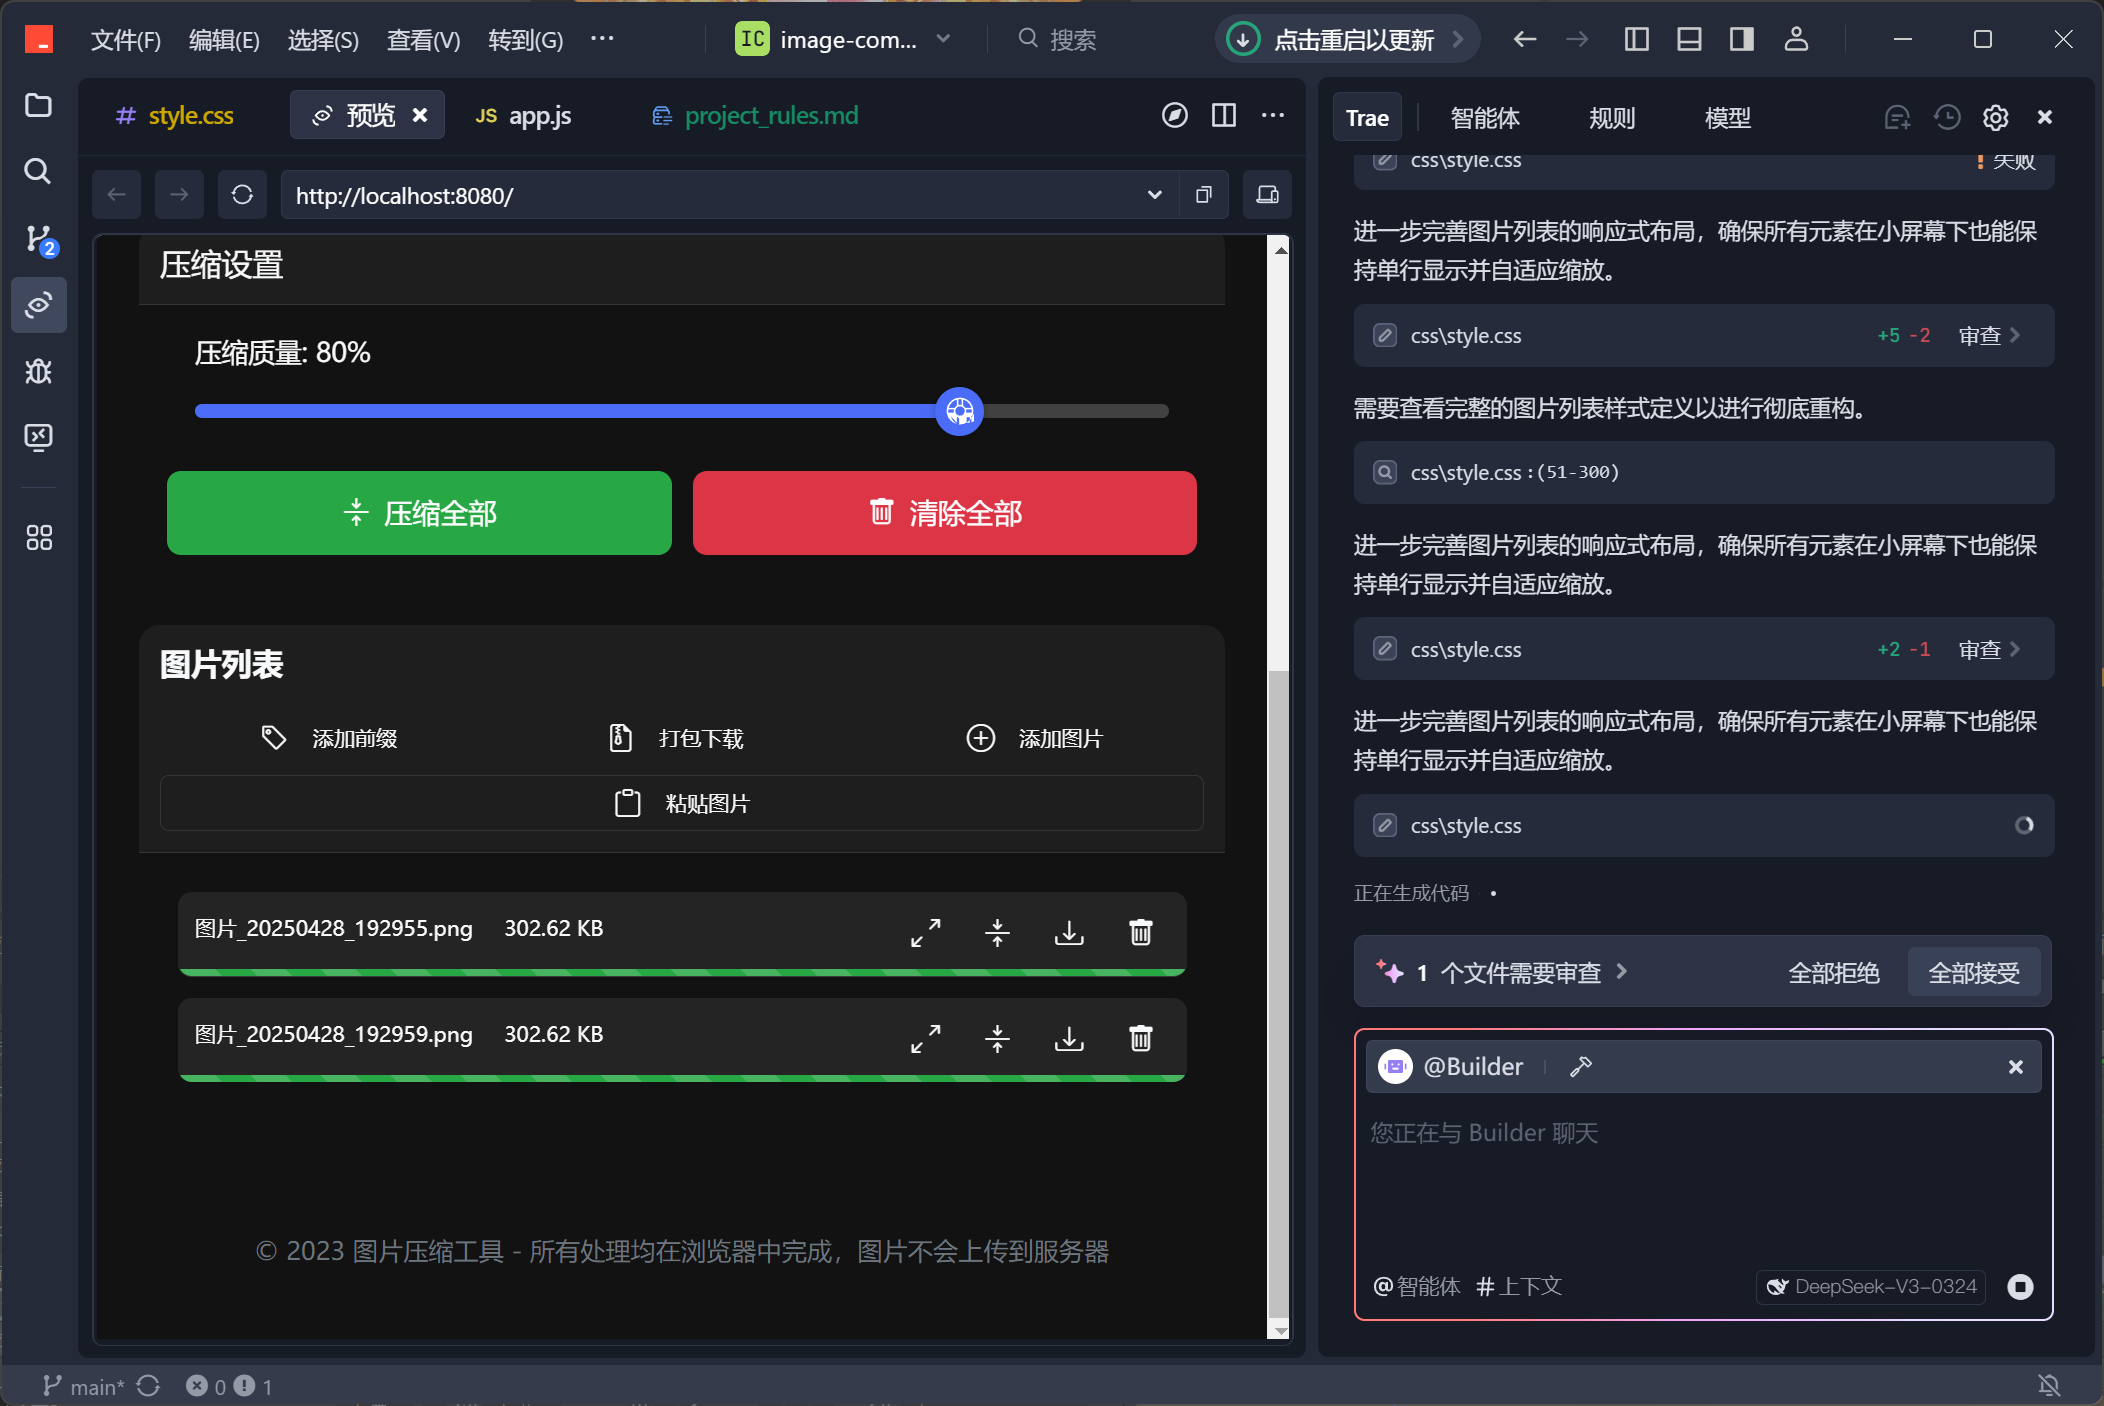 文件(F) 编辑(E) 选择(S) 查看(V) 转到(G) ···
IC image-com...
搜索
点击重启以更新
# style.css
预览
JS app.js
project_rules.md
http://localhost:8080/
2
压缩设置
压缩质量: 80%
压缩全部
清除全部
图片列表
添加前缀
打包下载
添加图片
粘贴图片
图片_20250428_192955.png 302.62 KB
图片_20250428_192959.png 302.62 KB
© 2023 图片压缩工具 - 所有处理均在浏览器中完成，图片不会上传到服务器
Trae 智能体 规则 模型
css\style.css ! 失败
进一步完善图片列表的响应式布局，确保所有元素在小屏幕下也能保
持单行显示并自适应缩放。
css\style.css +5 -2 审查
需要查看完整的图片列表样式定义以进行彻底重构。
css\style.css :(51-300)
进一步完善图片列表的响应式布局，确保所有元素在小屏幕下也能保
持单行显示并自适应缩放。
css\style.css +2 -1 审查
进一步完善图片列表的响应式布局，确保所有元素在小屏幕下也能保
持单行显示并自适应缩放。
css\style.css
正在生成代码
1 个文件需要审查 全部拒绝 全部接受
@Builder
您正在与 Builder 聊天
@智能体 #上下文
DeepSeek-V3-0324
main* 0 1